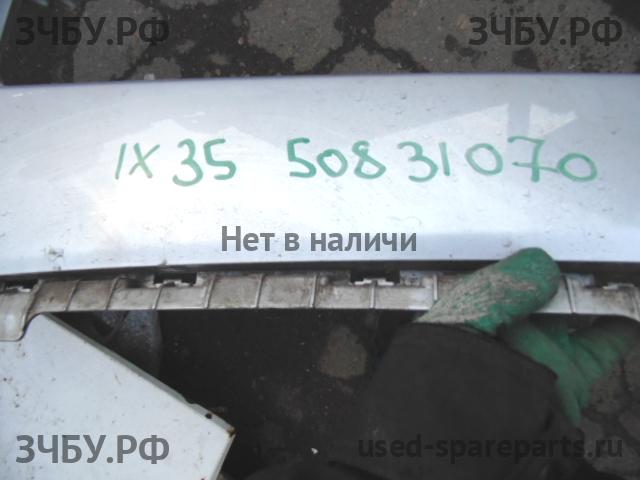 ЗЧБУ.РФ ЗЧБУ.РФ
IX35 50831070
Нет в наличи
ЗЧБУ.РФ used-spareparts.ru